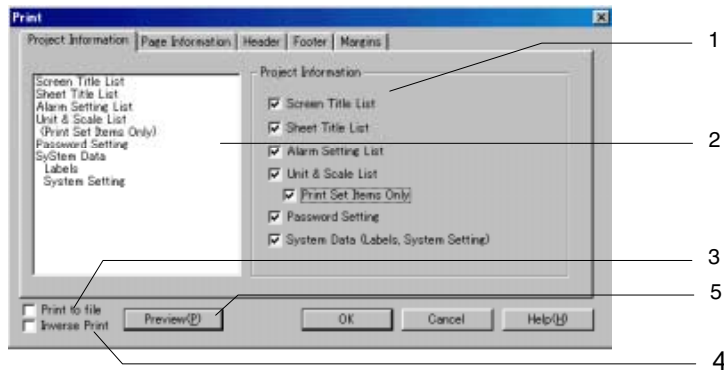 Print
Project Information Page Information Header Footer Margins
Screen Title List
Sheet Title List
Alarm Setting List
Unit & Scale List
(Print Set Items Only)
Password Setting
SyStem Data
Labels
System Setting
Project Information
Screen Title List
Sheet Title List
Alarm Setting List
Unit & Scale List
Print Set Items Only
Password Setting
System Data (Labels, System Setting)
Print to file
Inverse Print
Preview(P)
OK Cancel Help(H)
1
2
3
5
4